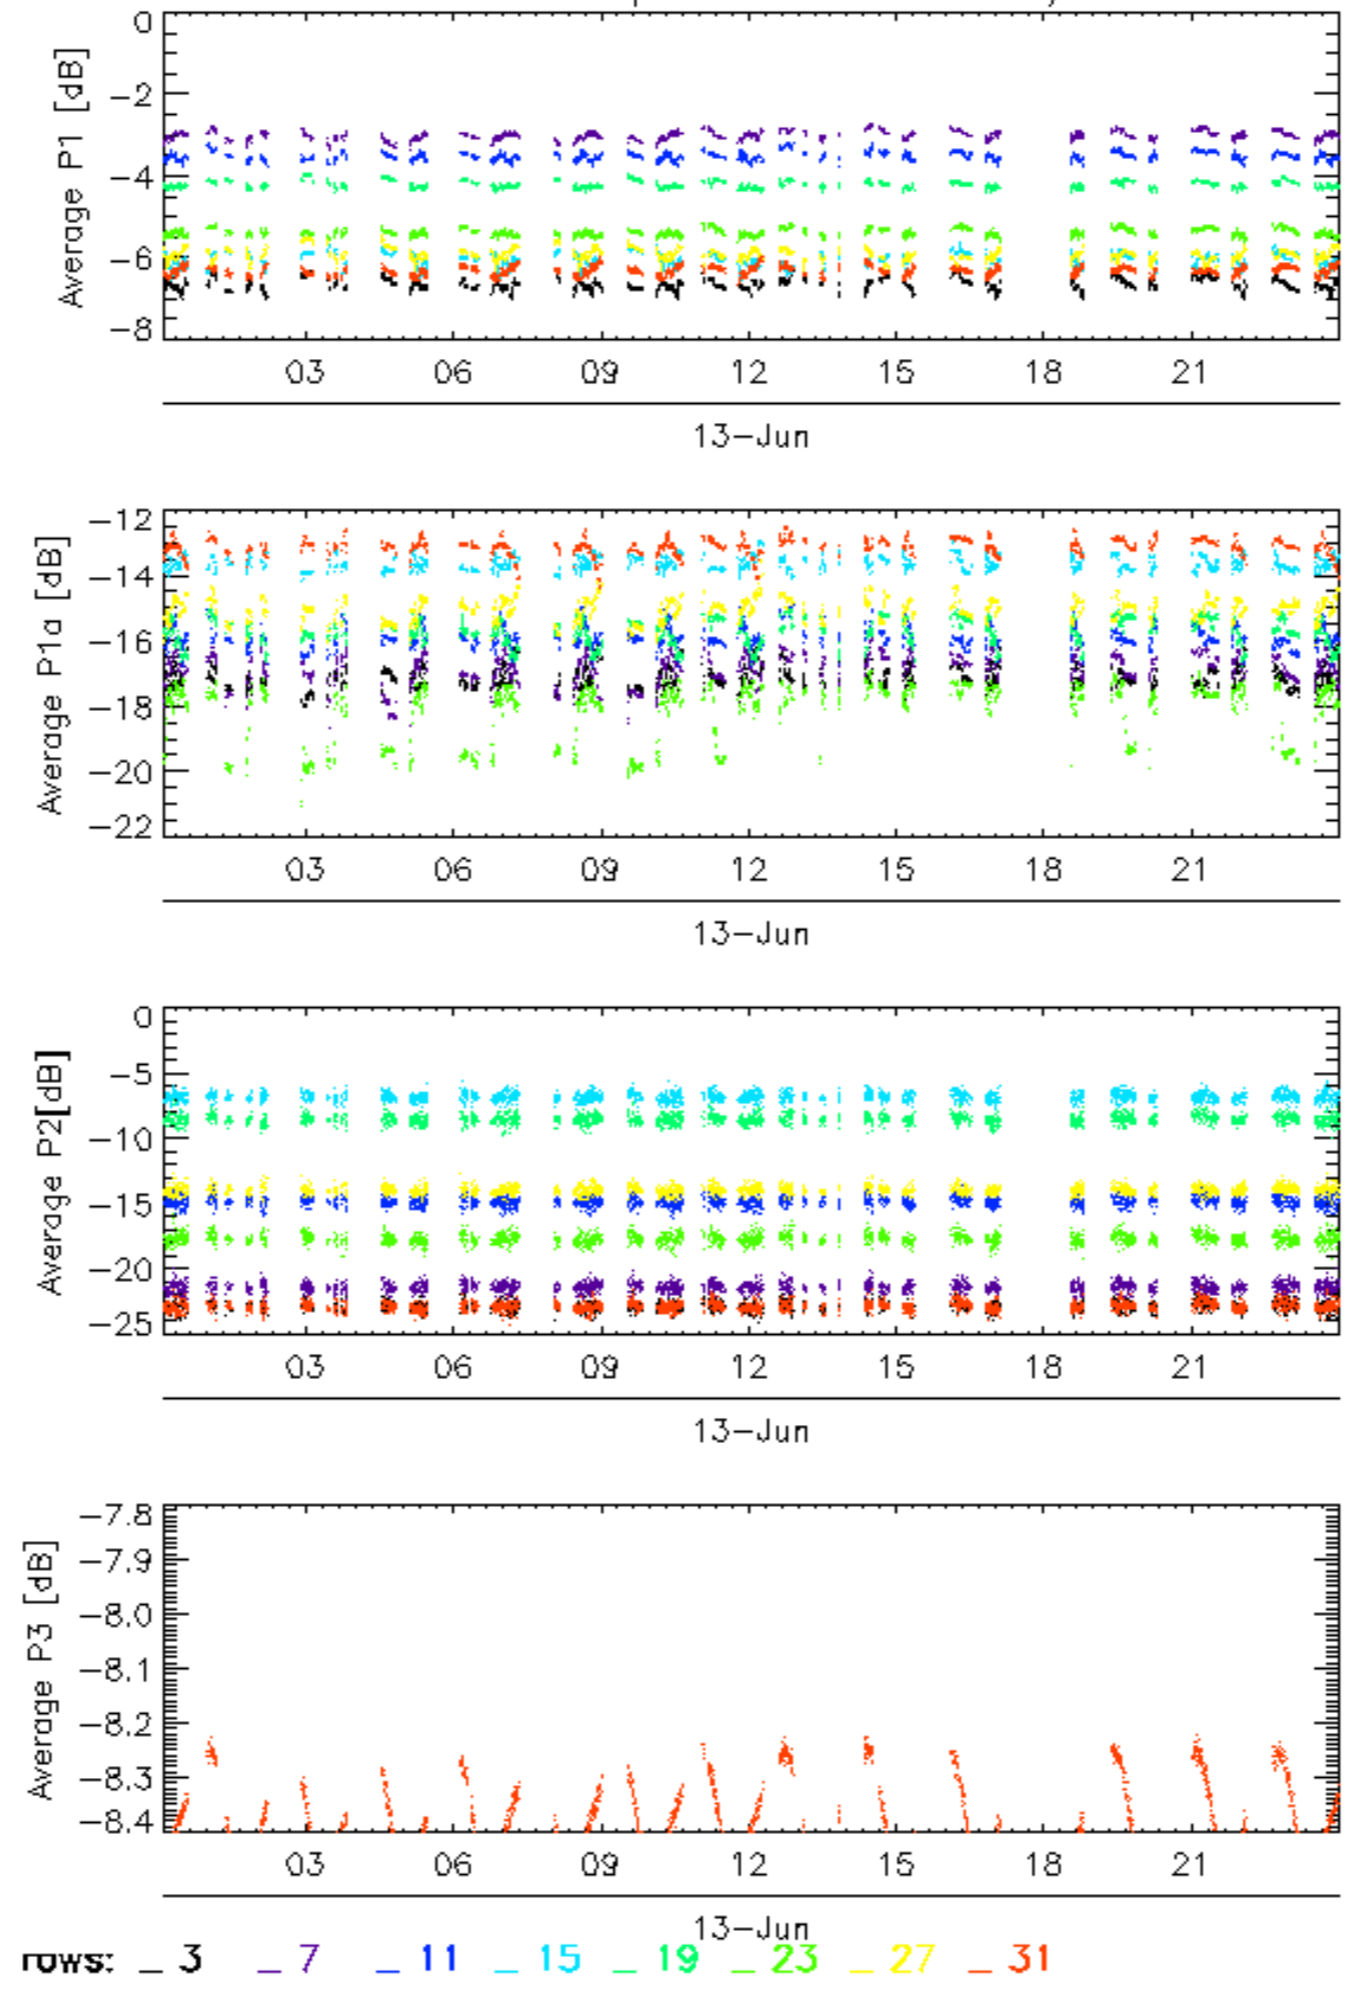 0
−2
−4
−6
−8
Average P1 [dB]
03 06 09 12 15 18 21
13−Jun
−12
−14
−16
−18
−20
−22
Average P1a [dB]
03 06 09 12 15 18 21
13−Jun
0
−5
−10
−15
−20
−25
Average P2[dB]
03 06 09 12 15 18 21
13−Jun
−7.8
−7.9
−8.0
−8.1
−8.2
−8.3
−8.4
Average P3 [dB]
03 06 09 12 15 18 21
13−Jun
rows: _ 3 _ 7 _ 11 _ 15 _ 19 _ 23 _ 27 _ 31